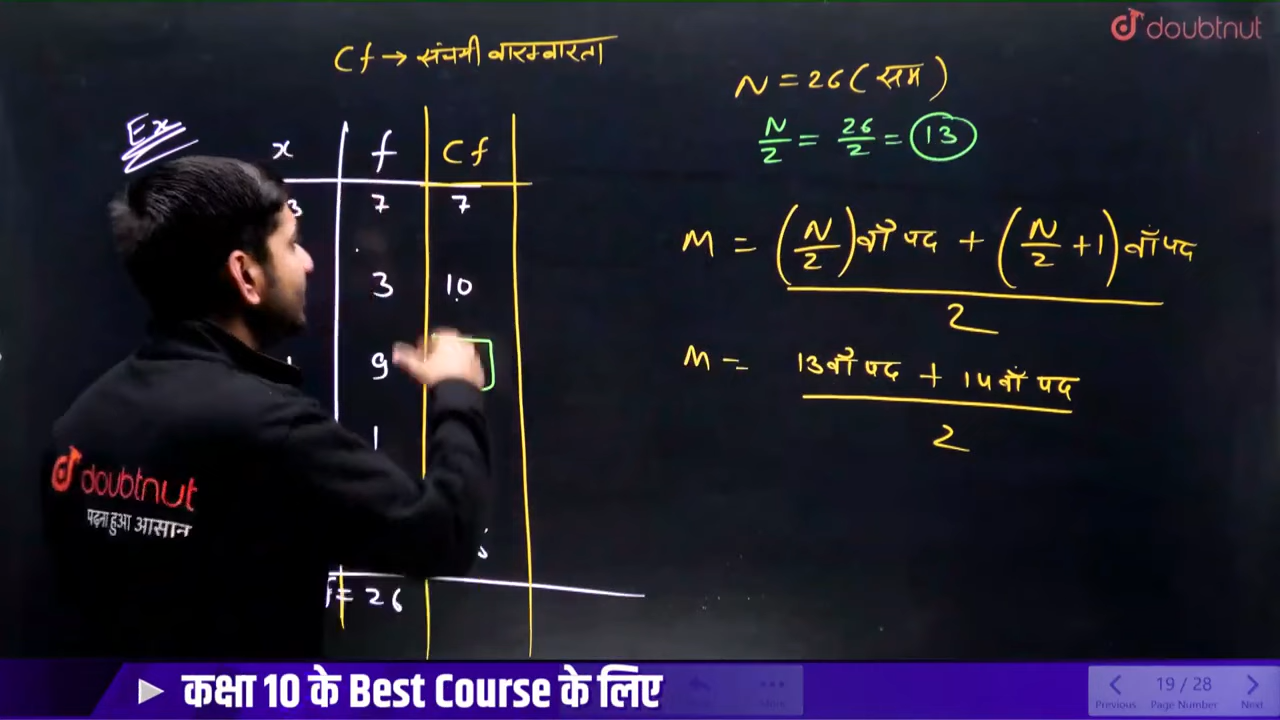 doubtnut
Cf → संचयी बारम्बारता
N = 26 (सम)
N/2 = 26/2 = 13
Ex
x f Cf
3 7 7
3 10
9
1
= 26
M = (N/2)वाँ पद + (N/2 + 1)वाँ पद
2
M = 13वाँ पद + 14वाँ पद
2
doubtnut
पढ़ना हुआ आसान
कक्षा 10 के Best Course के लिए
19 / 28
Previous Page Number Next